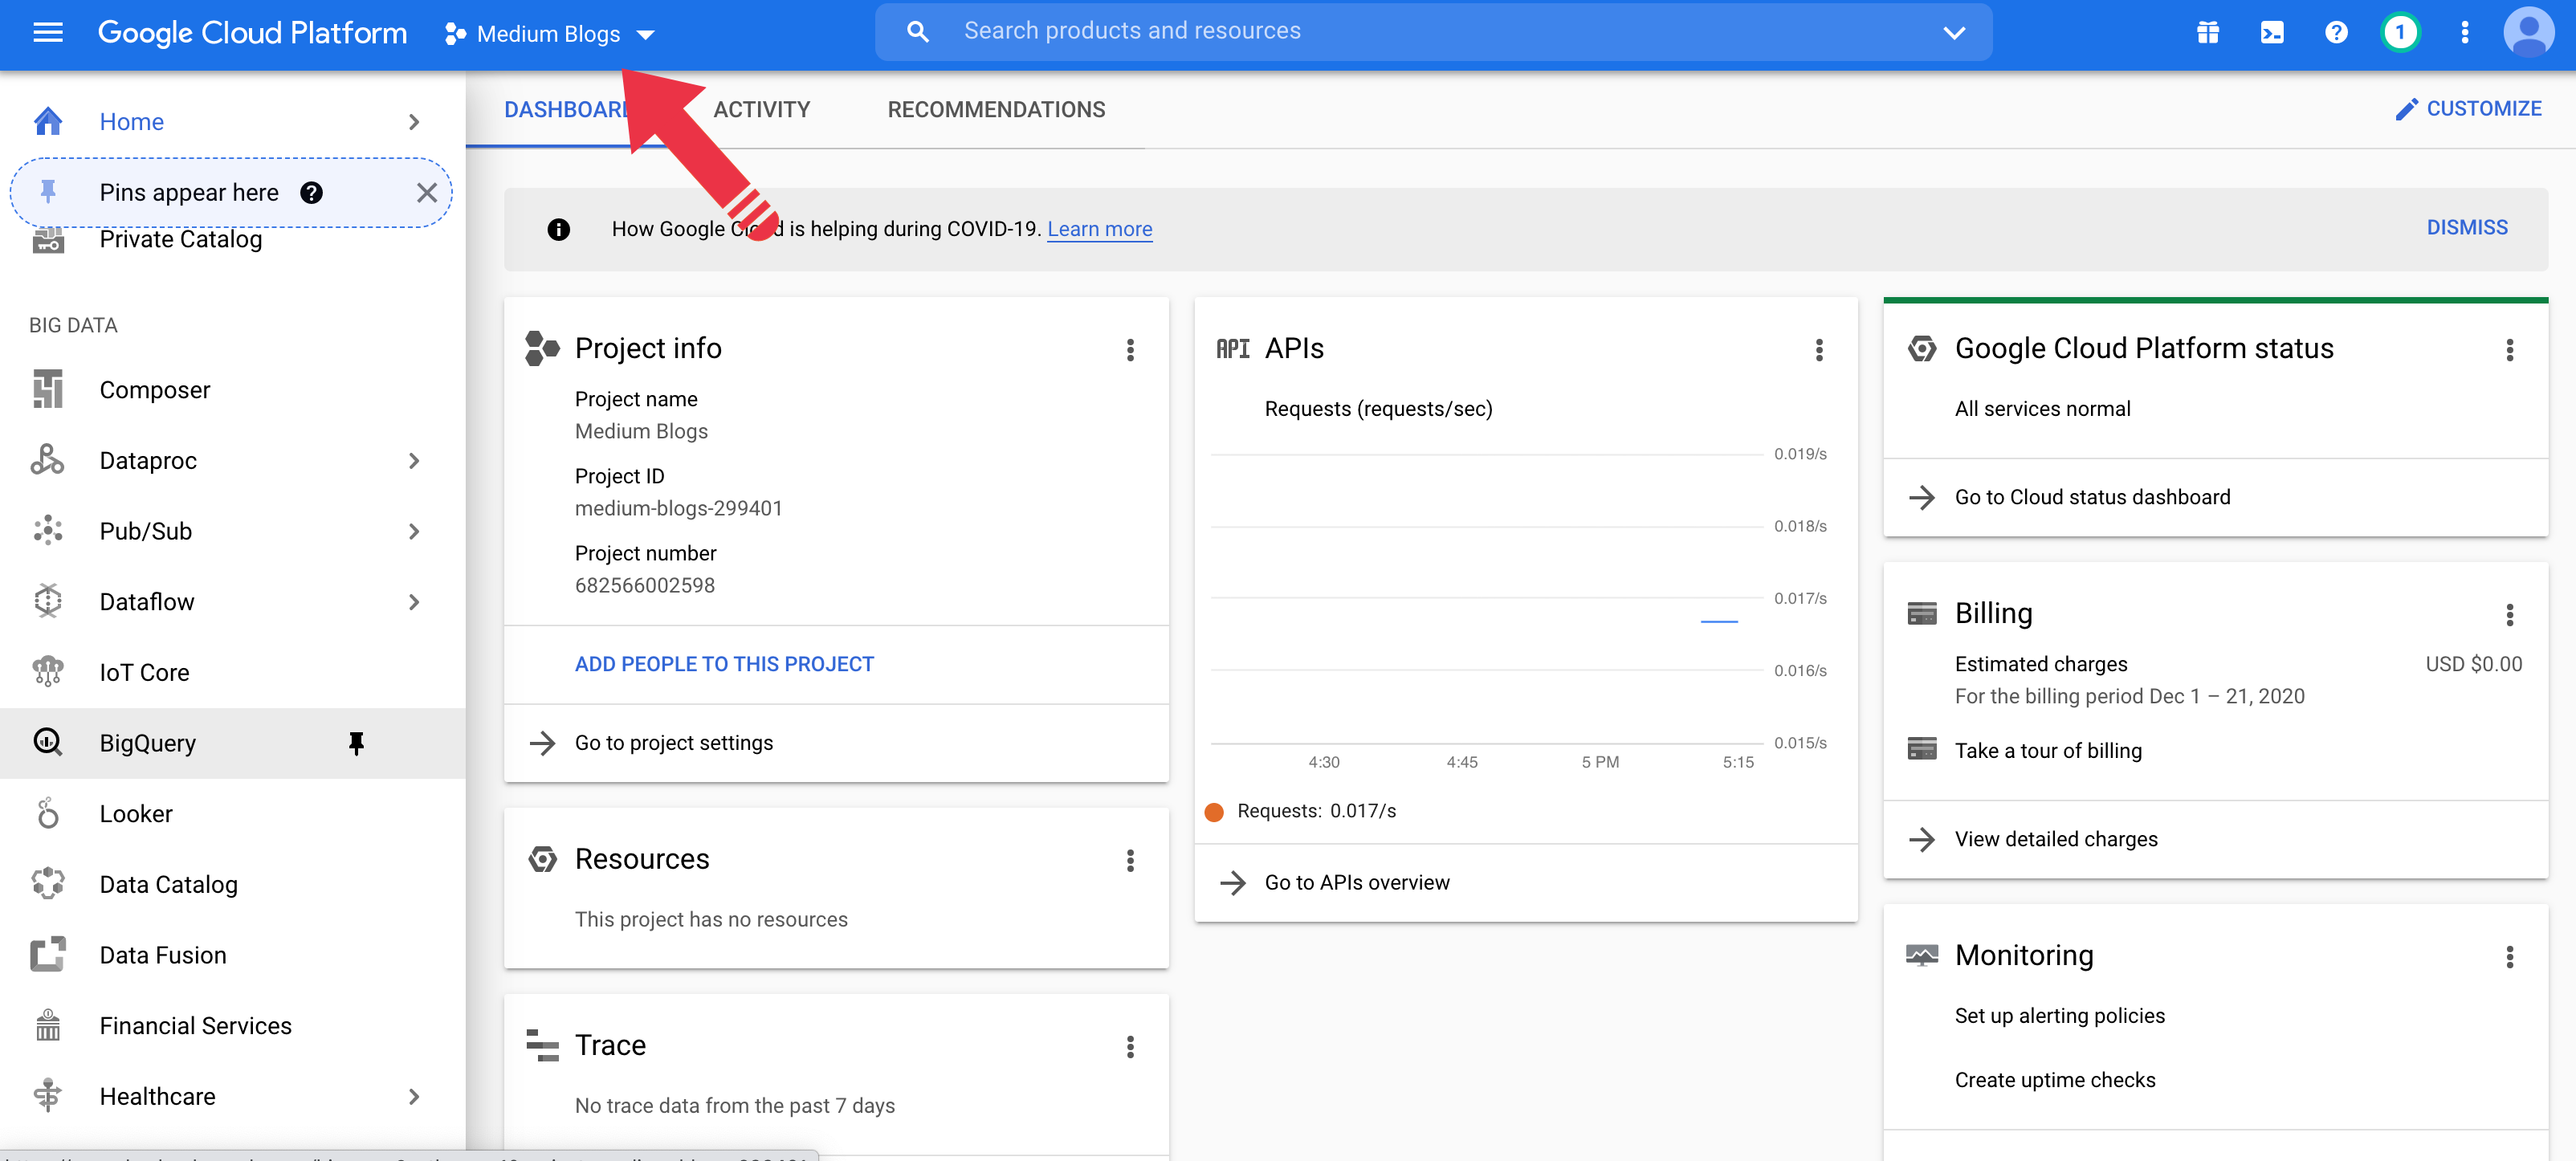 Google Cloud Platform
Medium Blogs
Search products and resources
1
Home
Pins appear here
Private Catalog
BIG DATA
Composer
Dataproc
Pub/Sub
Dataflow
IoT Core
BigQuery
Looker
Data Catalog
Data Fusion
Financial Services
Healthcare
ACTIVITY
RECOMMENDATIONS
CUSTOMIZE
How Google is helping during COVID-19. Learn more
DISMISS
Project info
Project name
Medium Blogs
Project ID
medium-blogs-299401
Project number
682566002598
ADD PEOPLE TO THIS PROJECT
Go to project settings
Resources
This project has no resources
Trace
No trace data from the past 7 days
API APIs
Requests (requests/sec)
0.019/s
0.018/s
0.017/s
0.016/s
0.015/s
4:30 4:45 5 PM 5:15
Requests: 0.017/s
Go to APIs overview
Google Cloud Platform status
All services normal
Go to Cloud status dashboard
Billing
Estimated charges USD $0.00
For the billing period Dec 1 – 21, 2020
Take a tour of billing
View detailed charges
Monitoring
Set up alerting policies
Create uptime checks